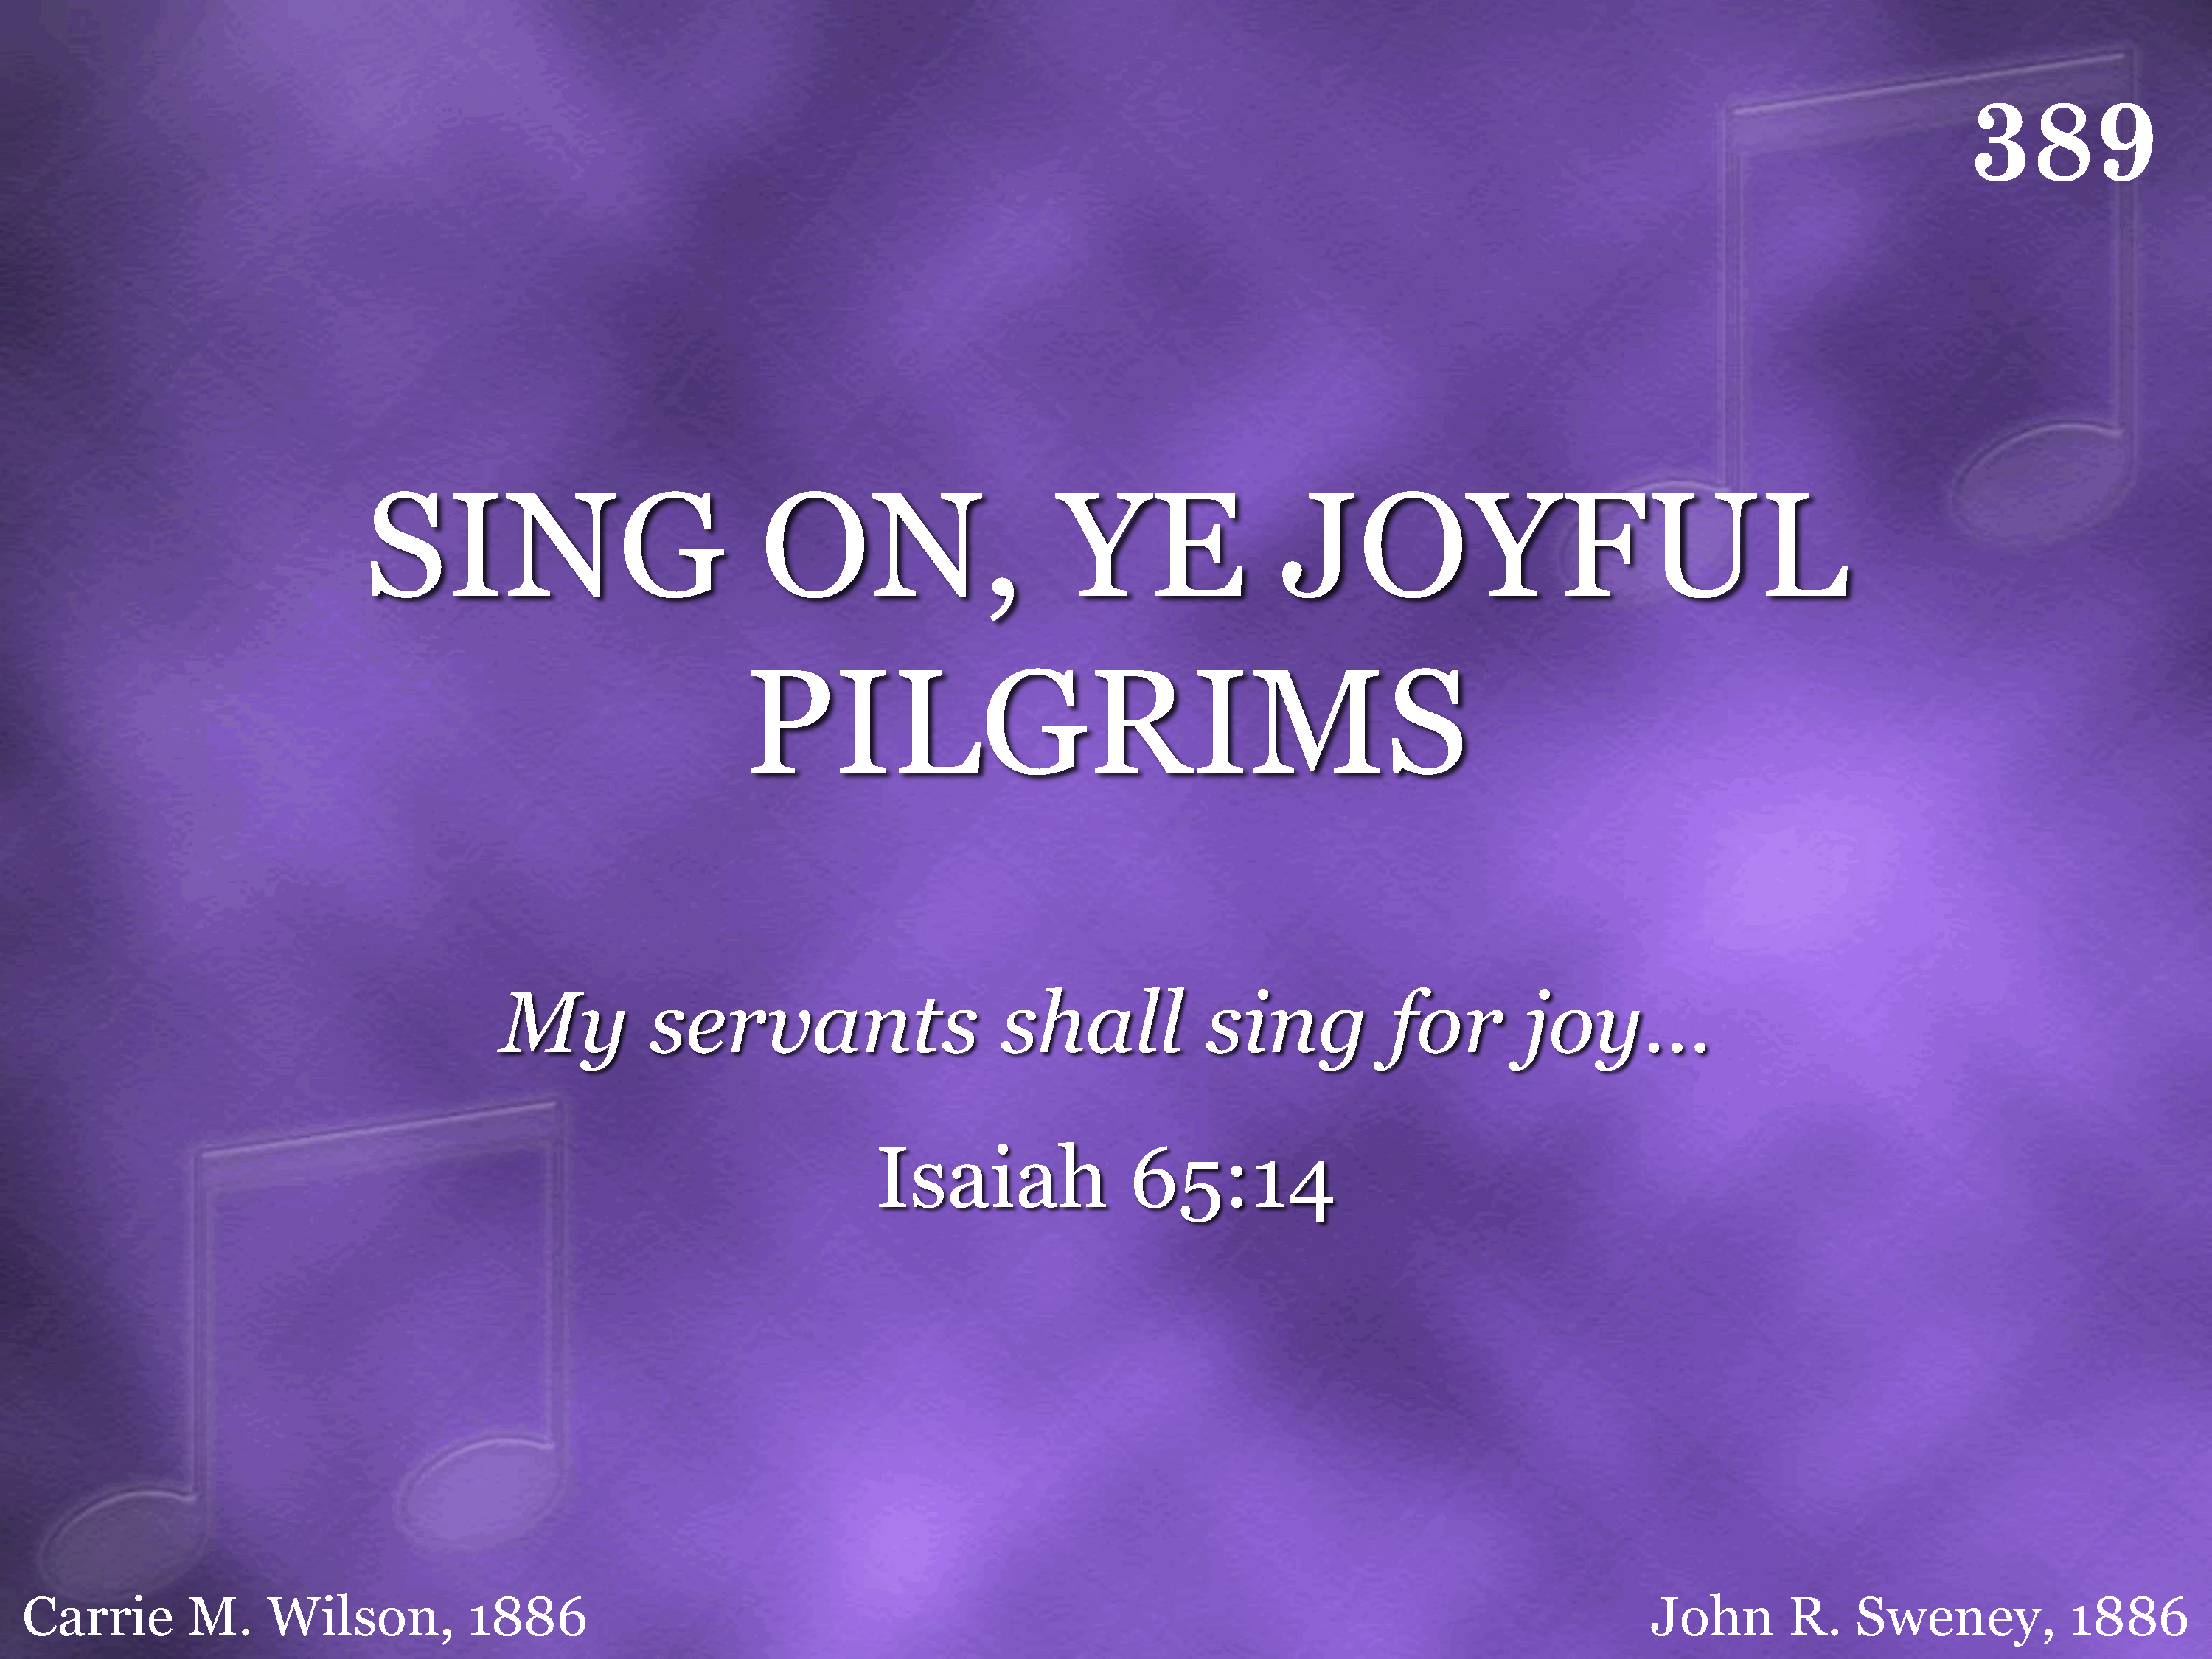 389
SING ON, YE JOYFUL
PILGRIMS
My servants shall sing for joy...
Isaiah 65:14
Carrie M. Wilson, 1886
John R. Sweney, 1886